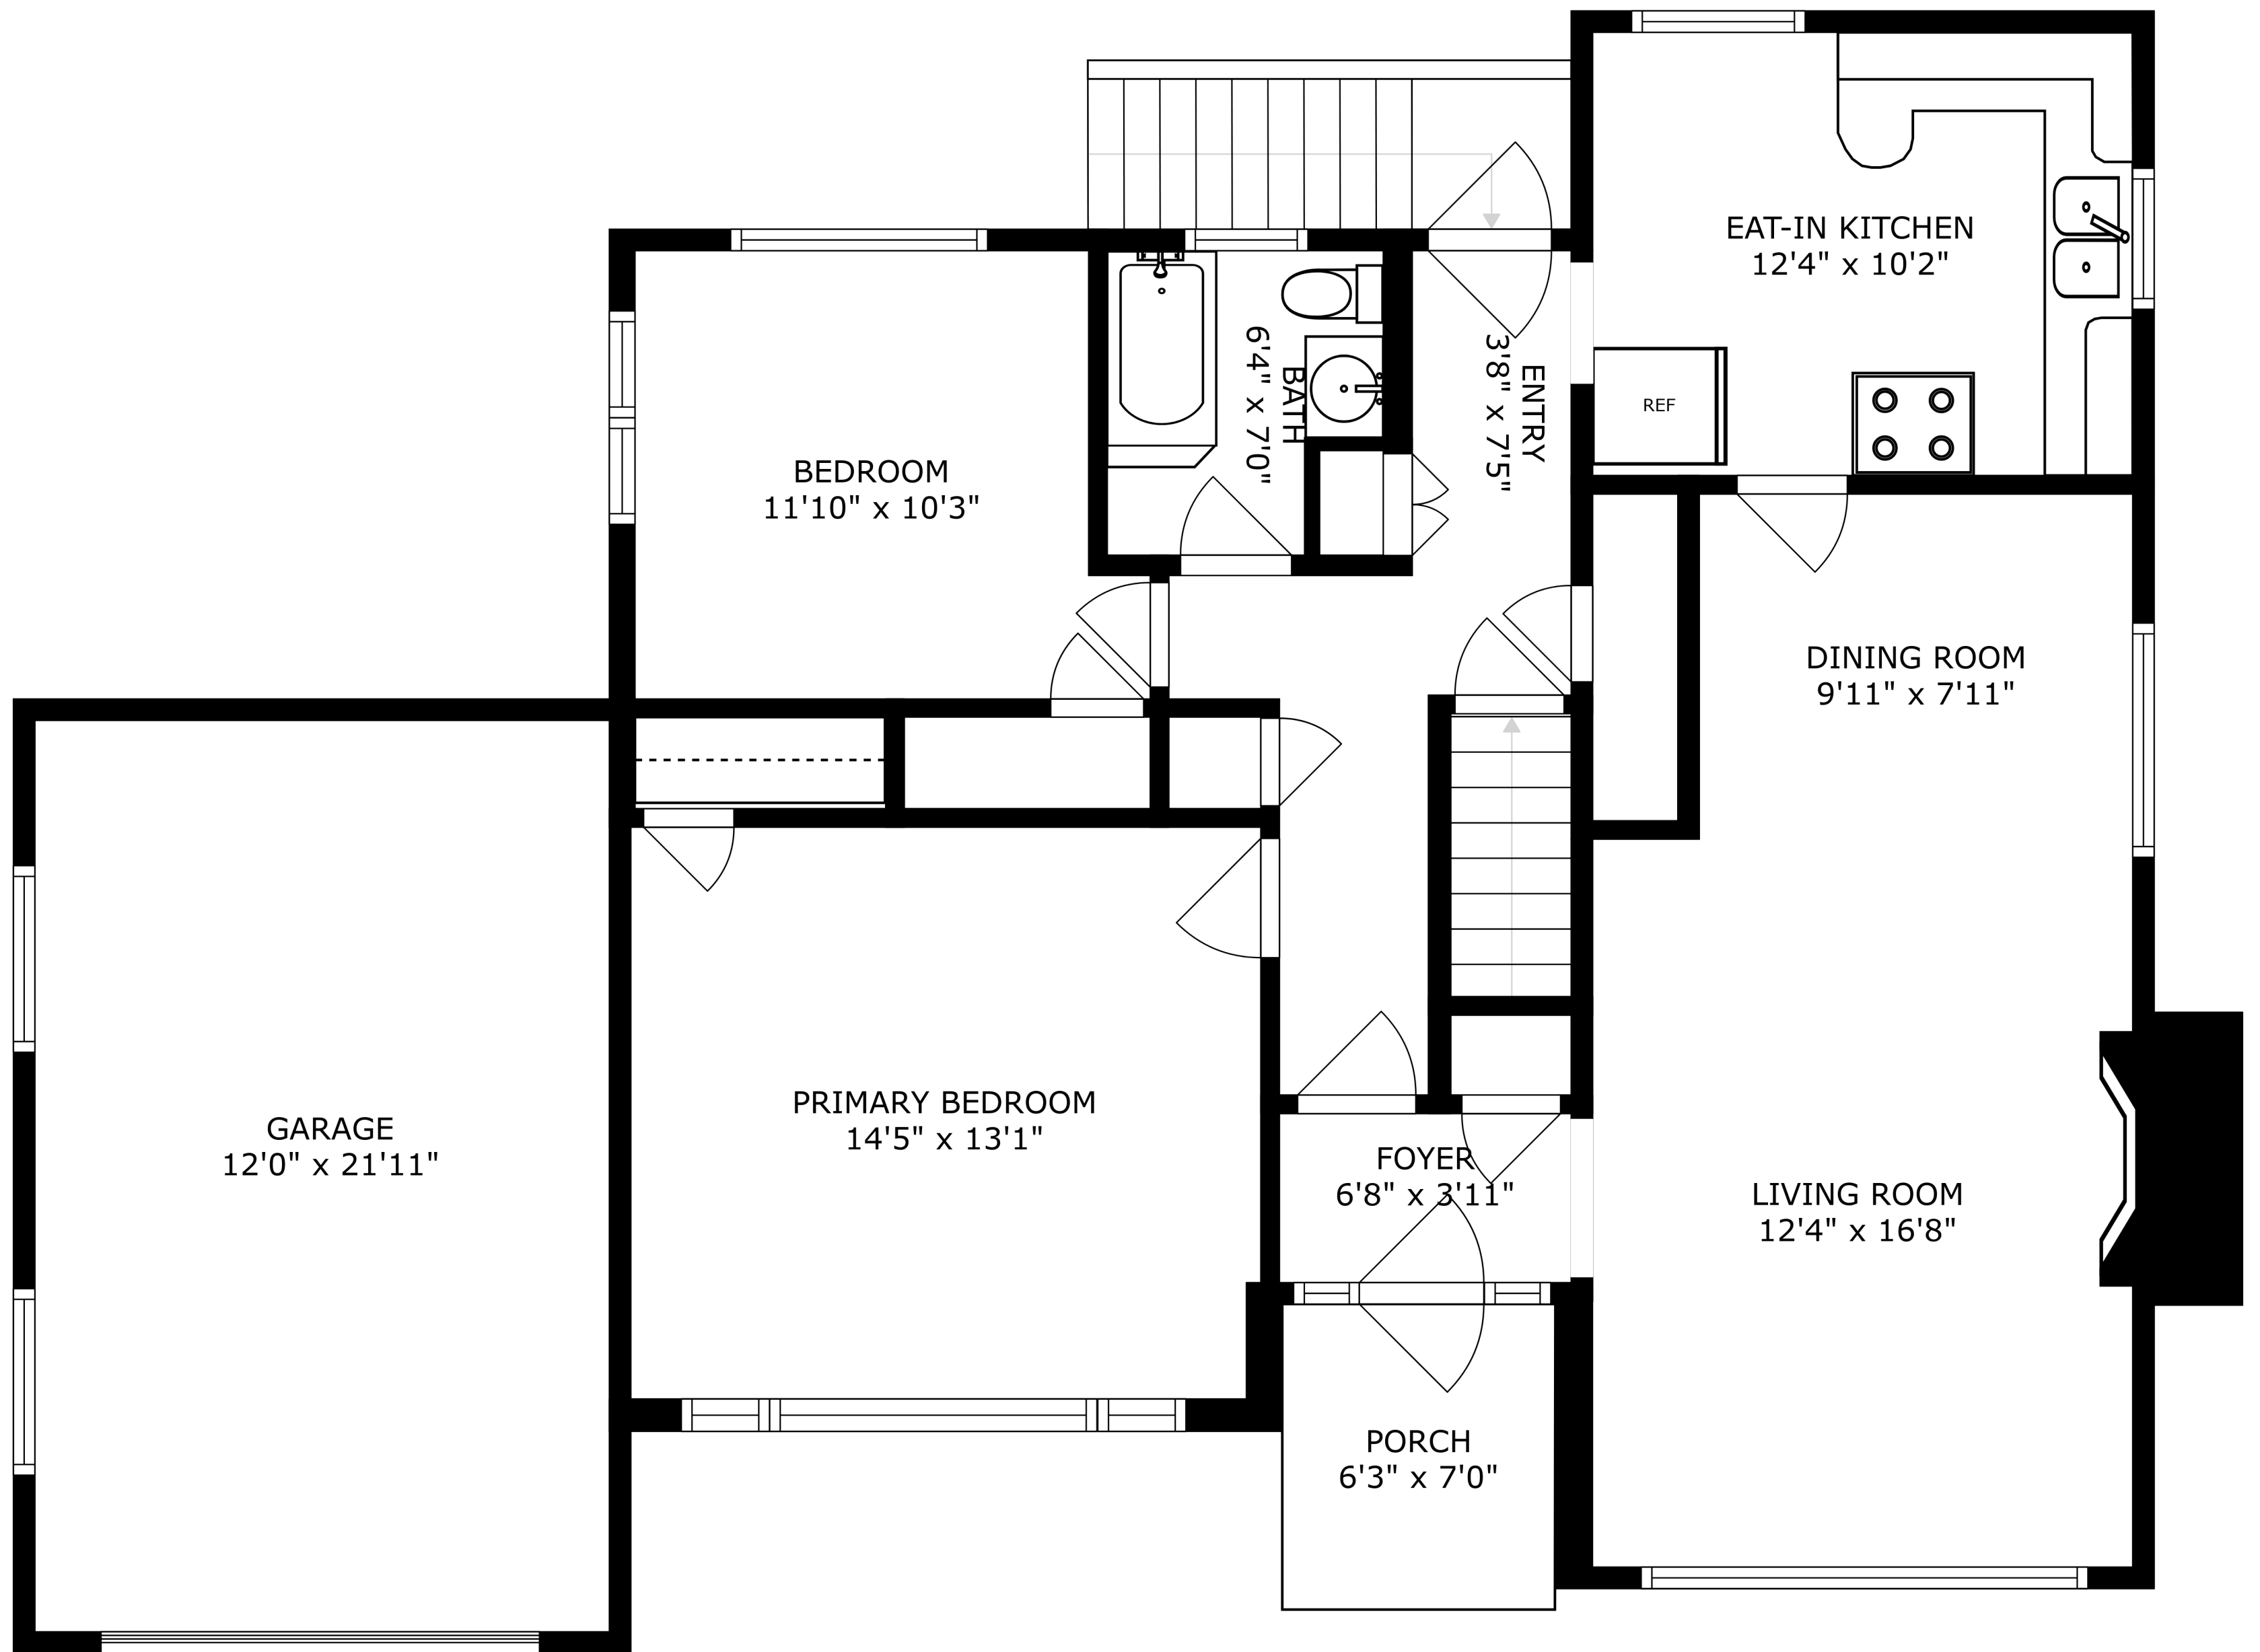 EAT-IN KITCHEN
12'4" x 10'2"
REF
ENTRY
3'8" x 7'5"
BATH
6'4" x 7'0"
BEDROOM
11'10" x 10'3"
DINING ROOM
9'11" x 7'11"
PRIMARY BEDROOM
14'5" x 13'1"
GARAGE
12'0" x 21'11"
FOYER
6'8" x 3'11"
LIVING ROOM
12'4" x 16'8"
PORCH
6'3" x 7'0"